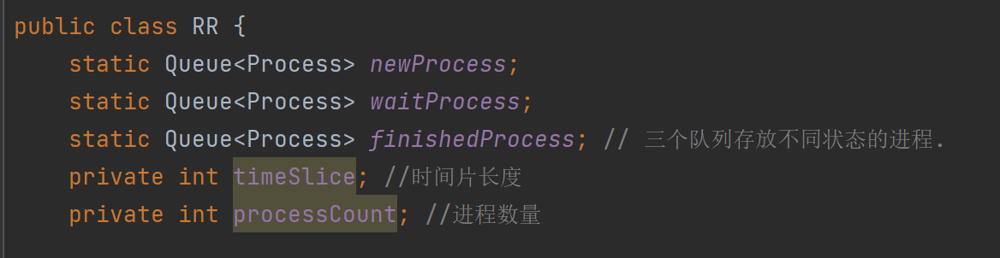 public class RR {
static Queue<Process> newProcess;
static Queue<Process> waitProcess;
static Queue<Process> finishedProcess; // 三个队列存放不同状态的进程.
private int timeSlice; //时间片长度
private int processCount; //进程数量